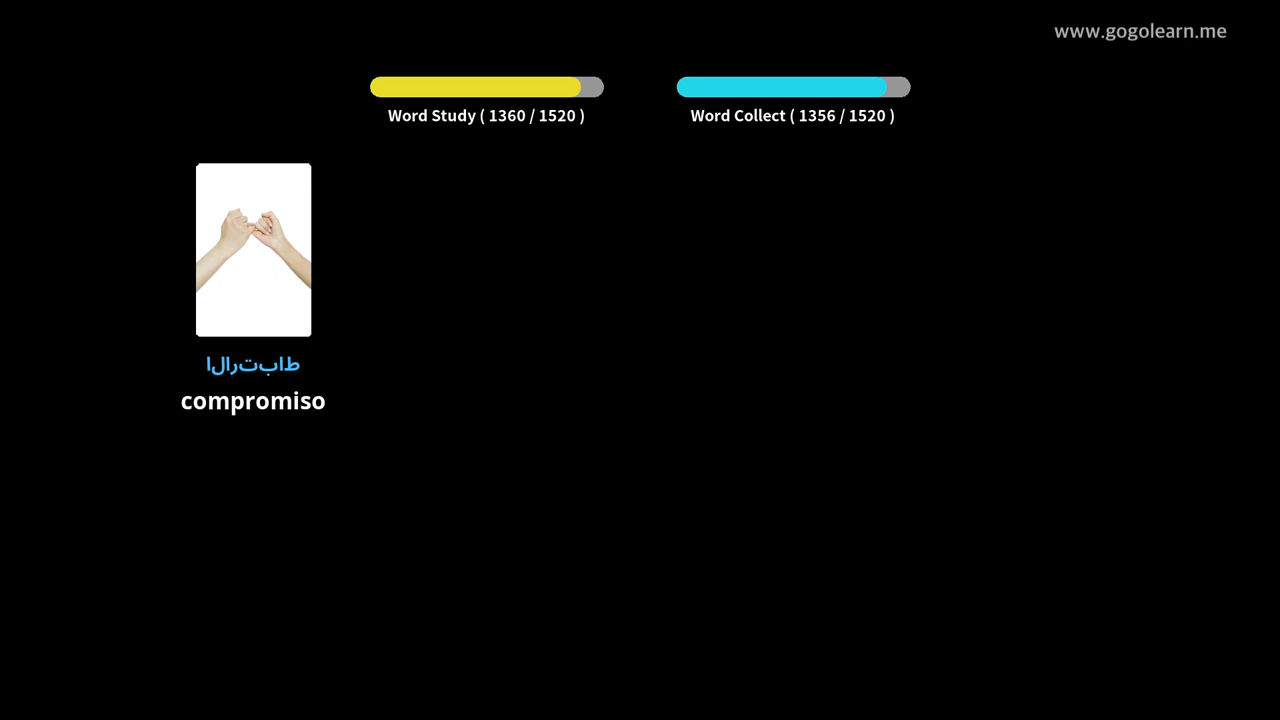 www.gogolearn.me
Word Study ( 1360 / 1520 )
Word Collect ( 1356 / 1520 )
الارتباط
compromiso